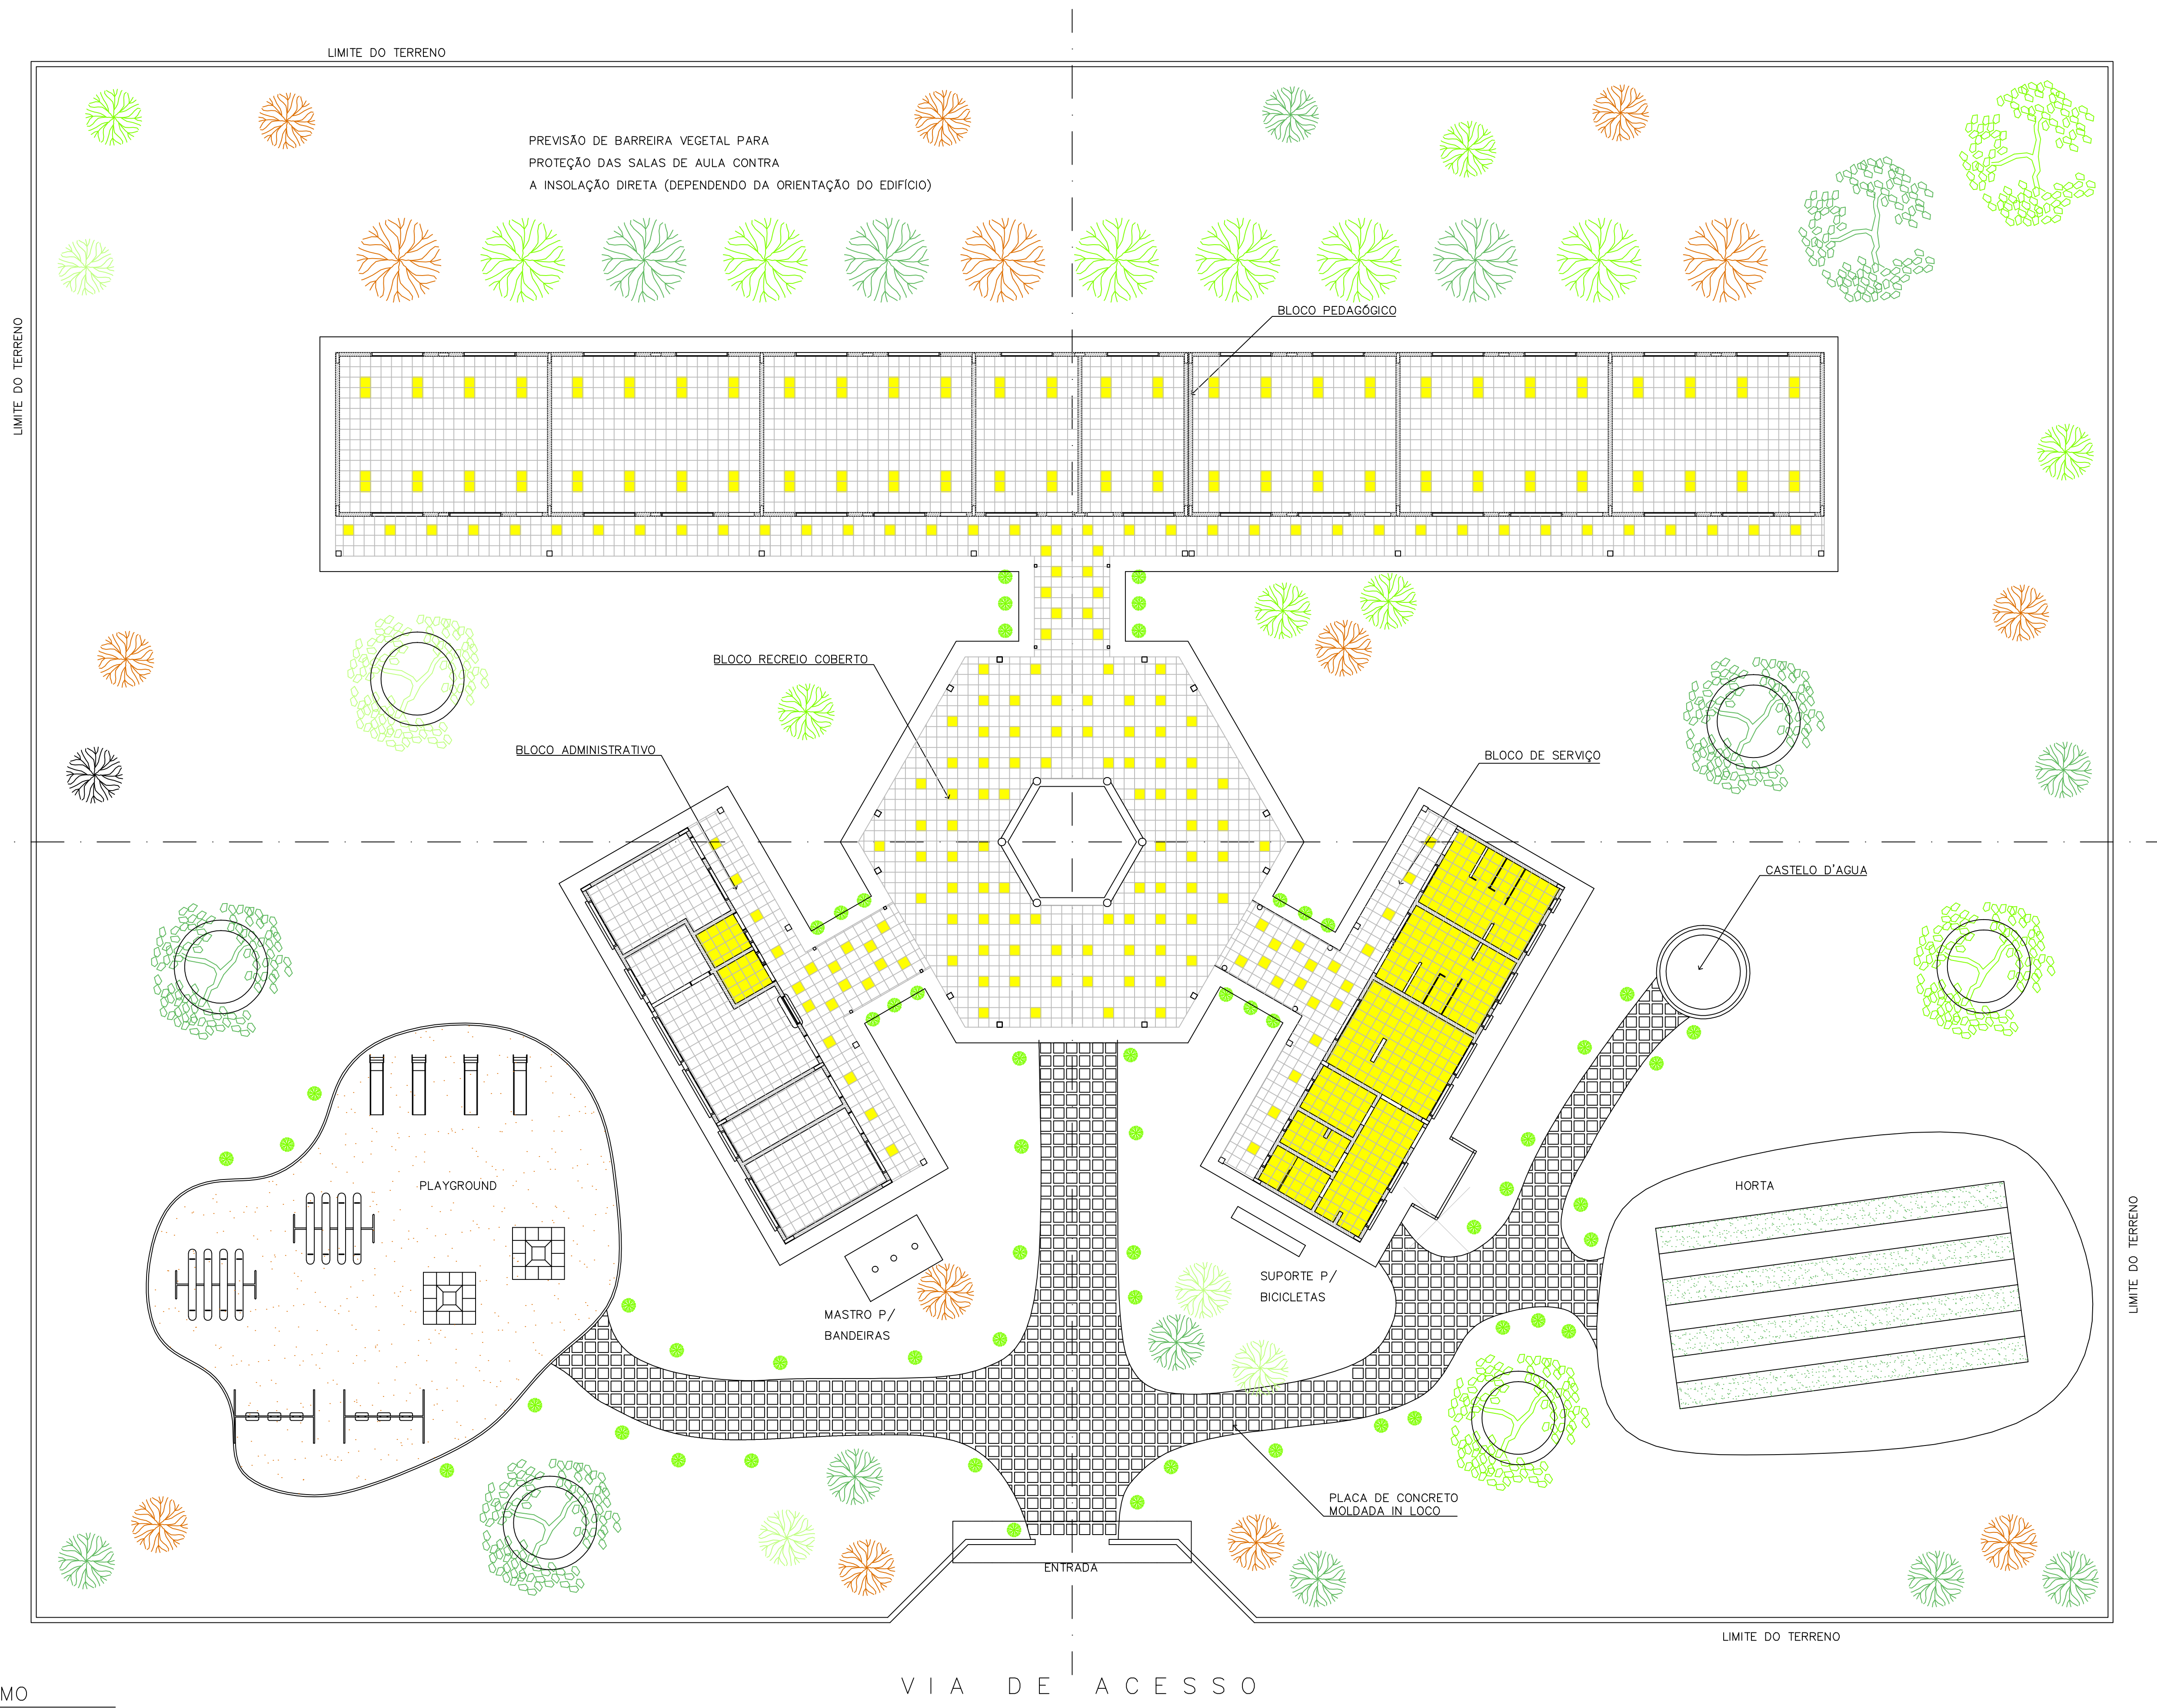 LIMITE DO TERRENO
PREVISÃO DE BARREIRA VEGETAL PARA
PROTEÇÃO DAS SALAS DE AULA CONTRA
A INSOLAÇÃO DIRETA (DEPENDENDO DA ORIENTAÇÃO DO EDIFÍCIO)
BLOCO PEDAGÓGICO
LIMITE DO TERRENO
BLOCO RECREIO COBERTO
BLOCO ADMINISTRATIVO
BLOCO DE SERVIÇO
CASTELO D'AGUA
PLAYGROUND
HORTA
LIMITE DO TERRENO
SUPORTE P/
BICICLETAS
MASTRO P/
BANDEIRAS
PLACA DE CONCRETO
MOLDADA IN LOCO
ENTRADA
LIMITE DO TERRENO
VIA DE ACESSO
MO